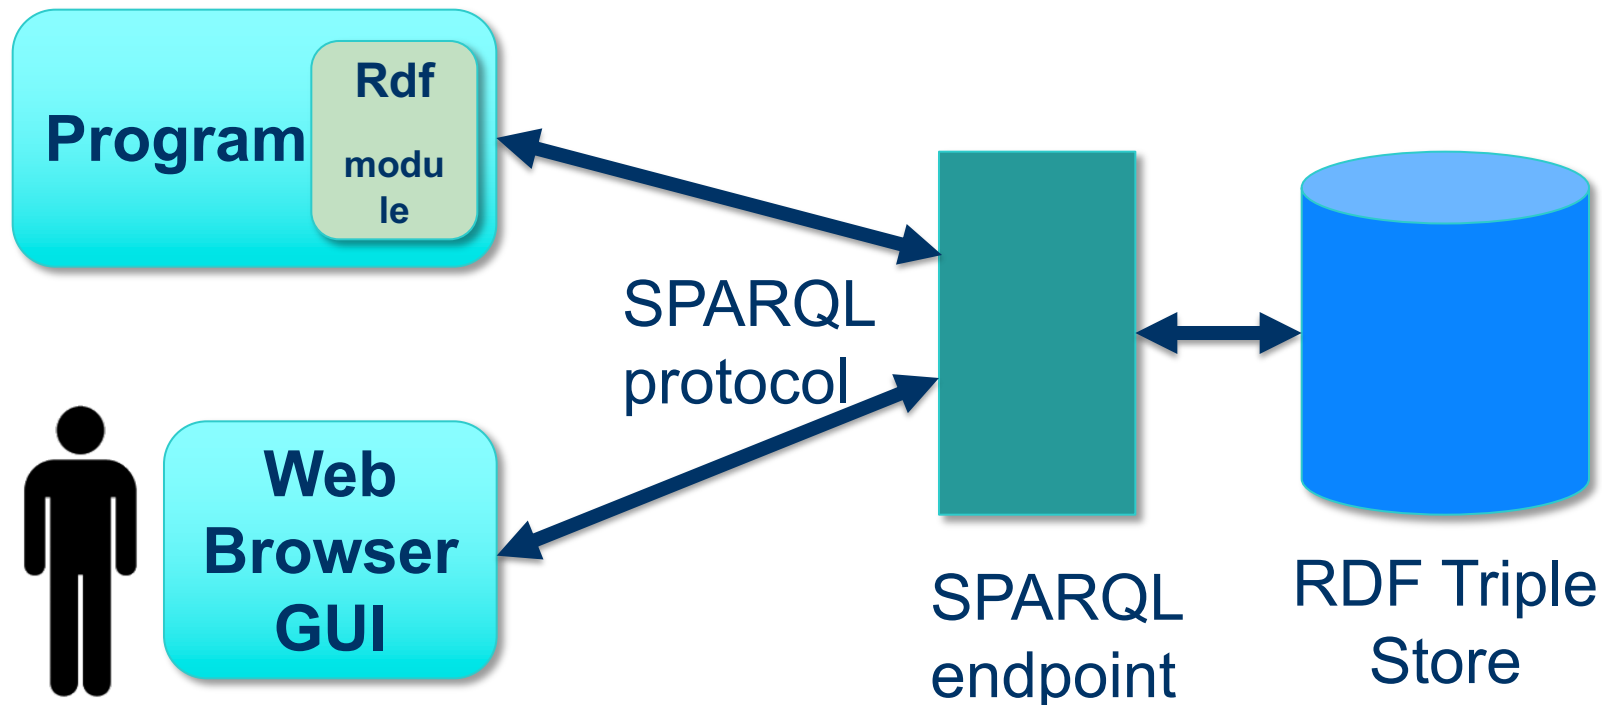 Program
Rdf
modu
le
SPARQL
protocol
Web
Browser
GUI
SPARQL
endpoint
RDF Triple
Store